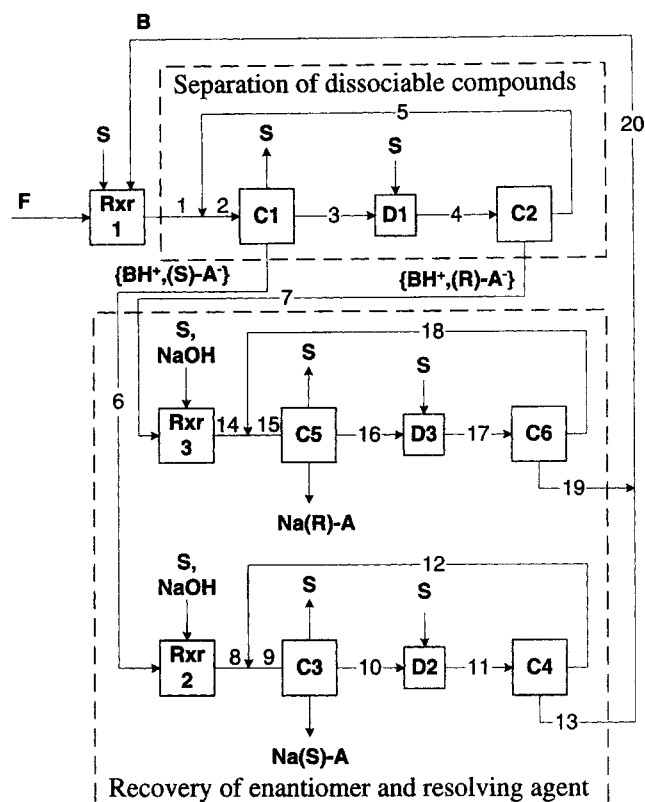 B
Separation of dissociable compounds
5
20
S
S
S
F
Rxr
1
1
2
C1
3
D1
4
C2
{BH⁺,(S)-A⁻}
{BH⁺,(R)-A⁻}
7
6
S,
NaOH
S
S
18
Rxr
3
14
15
C5
16
D3
17
C6
19
Na(R)-A
S,
NaOH
S
S
12
Rxr
2
8
9
C3
10
D2
11
C4
13
Na(S)-A
Recovery of enantiomer and resolving agent